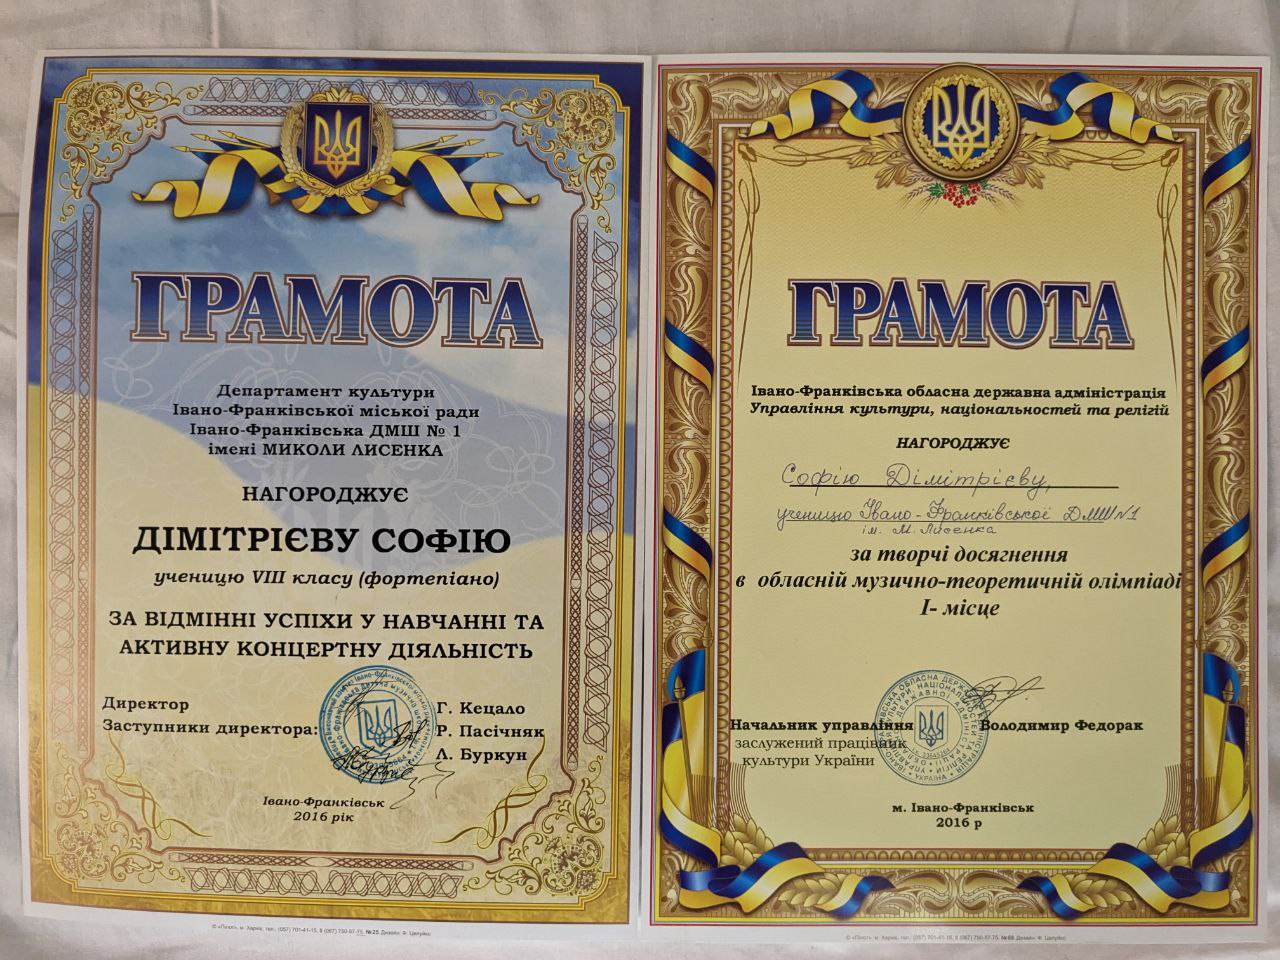 ГРАМОТА
Департамент культури
Івано-Франківської міської ради
Івано-Франківська ДМШ № 1
імені МИКОЛИ ЛИСЕНКА
НАГОРОДЖУЄ
ДІМІТРІЄВУ СОФІЮ
ученицю VIII класу (фортепіано)
ЗА ВІДМІННІ УСПІХИ У НАВЧАННІ ТА
АКТИВНУ КОНЦЕРТНУ ДІЯЛЬНІСТЬ
Директор Г. Кецало
Заступники директора: Р. Пасічняк
Л. Буркун
Івано-Франківськ
2016 рік
ГРАМОТА
Івано-Франківська обласна державна адміністрація
Управління культури, національностей та релігій
НАГОРОДЖУЄ
Софію Дімітрієву,
ученицю Івано-Франківської ДМШ №1
ім. М. Лисенка
за творчі досягнення
в обласній музично-теоретичній олімпіаді
І- місце
Начальник управління Володимир Федорак
заслужений працівник
культури України
УКРАЇНА
м. Івано-Франківськ
2016 р